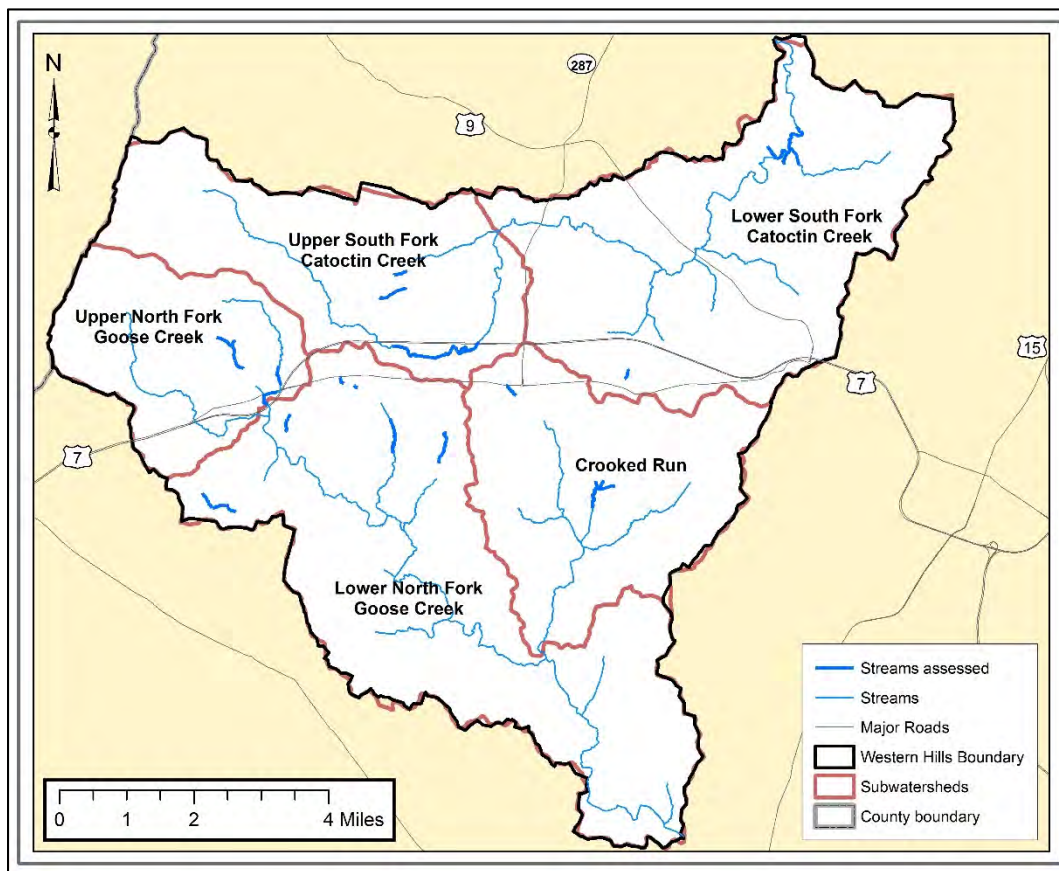 N
287
9
Lower South Fork
Catoctin Creek
Upper South Fork
Catoctin Creek
Upper North Fork
Goose Creek
15
7
7
Crooked Run
Lower North Fork
Goose Creek
Streams assessed
Streams
Major Roads
Western Hills Boundary
Subwatersheds
County boundary
0 1 2 4 Miles